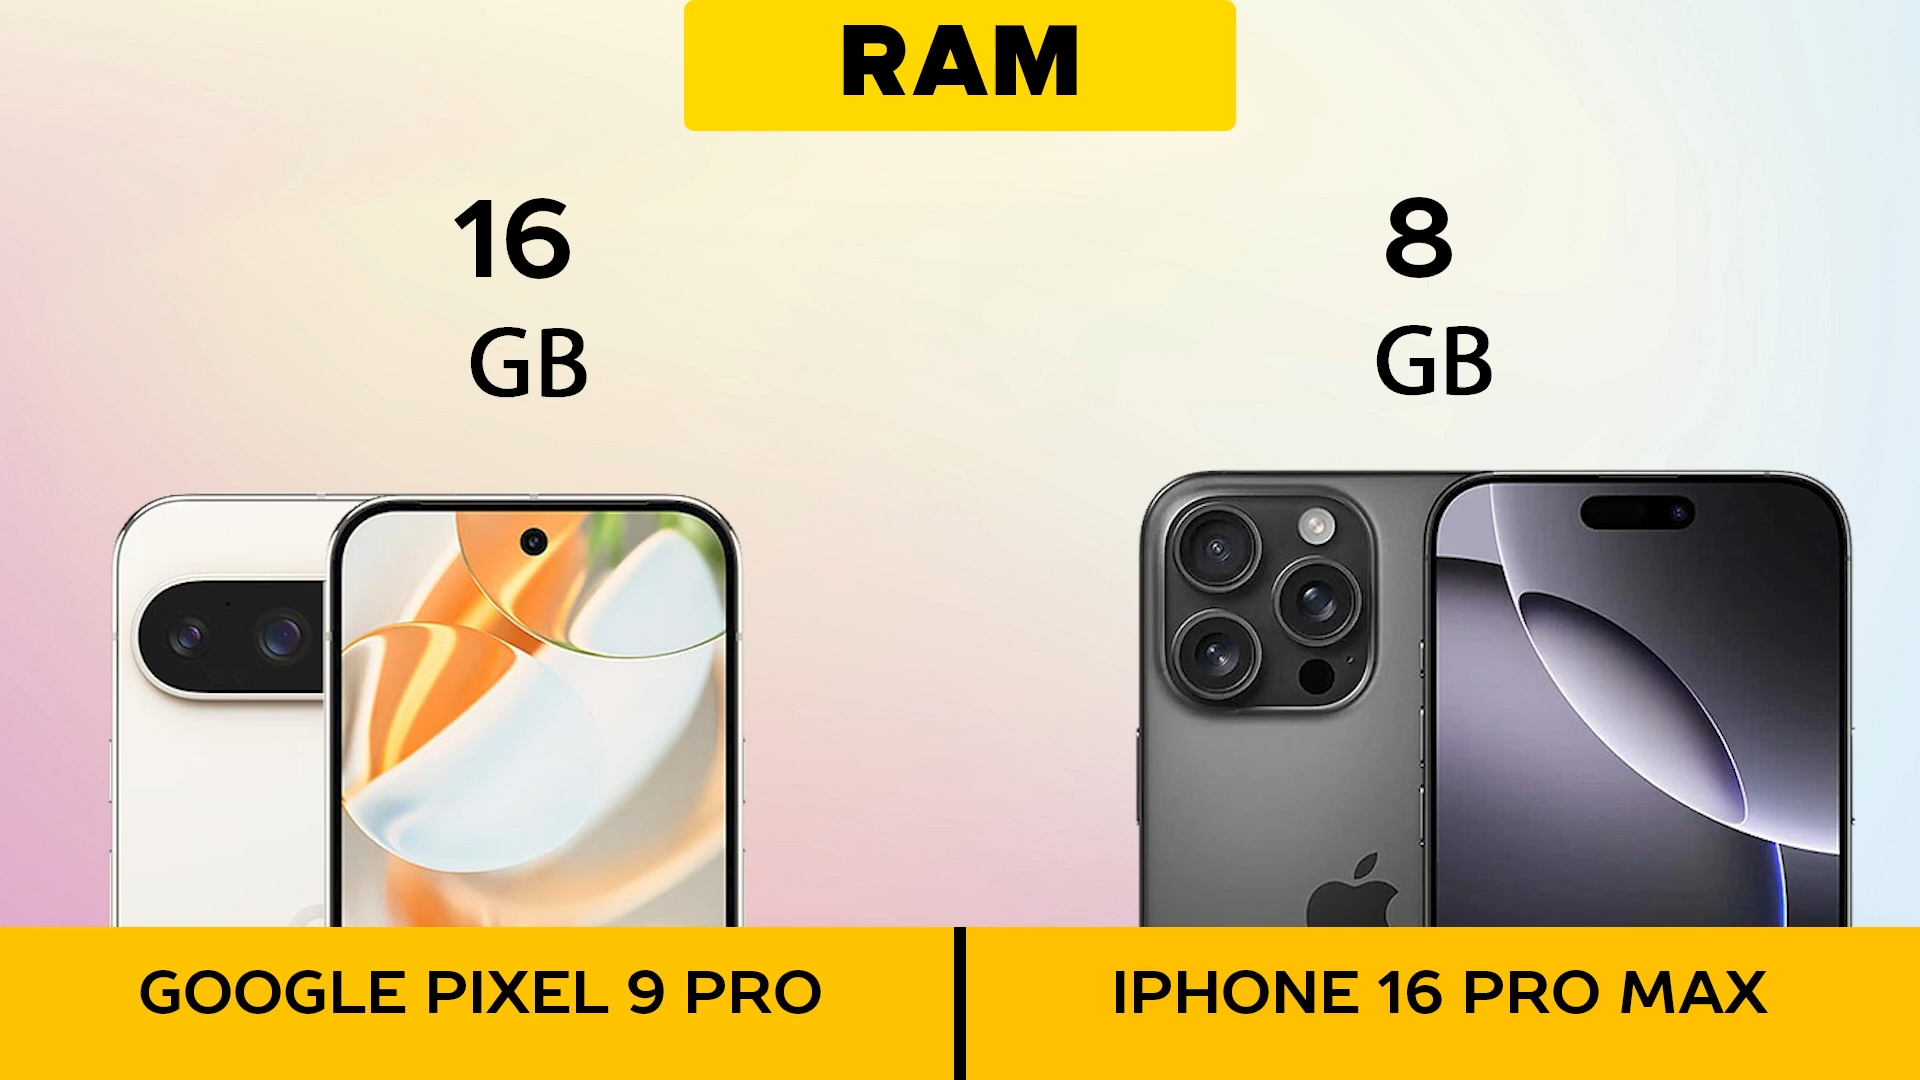 RAM
16
GB
8
GB
GOOGLE PIXEL 9 PRO
IPHONE 16 PRO MAX